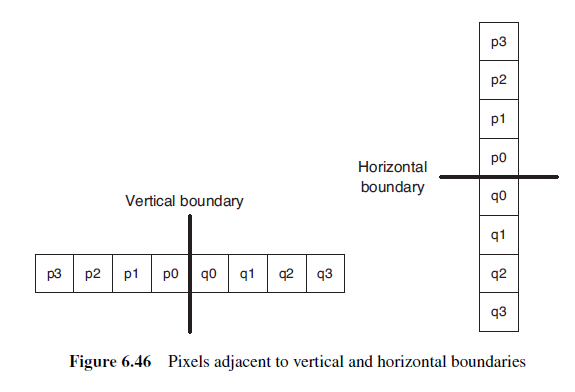 p3
p2
p1
p0
Horizontal
boundary
q0
q1
q2
q3
Vertical boundary
p3 p2 p1 p0 q0 q1 q2 q3
Figure 6.46 Pixels adjacent to vertical and horizontal boundaries